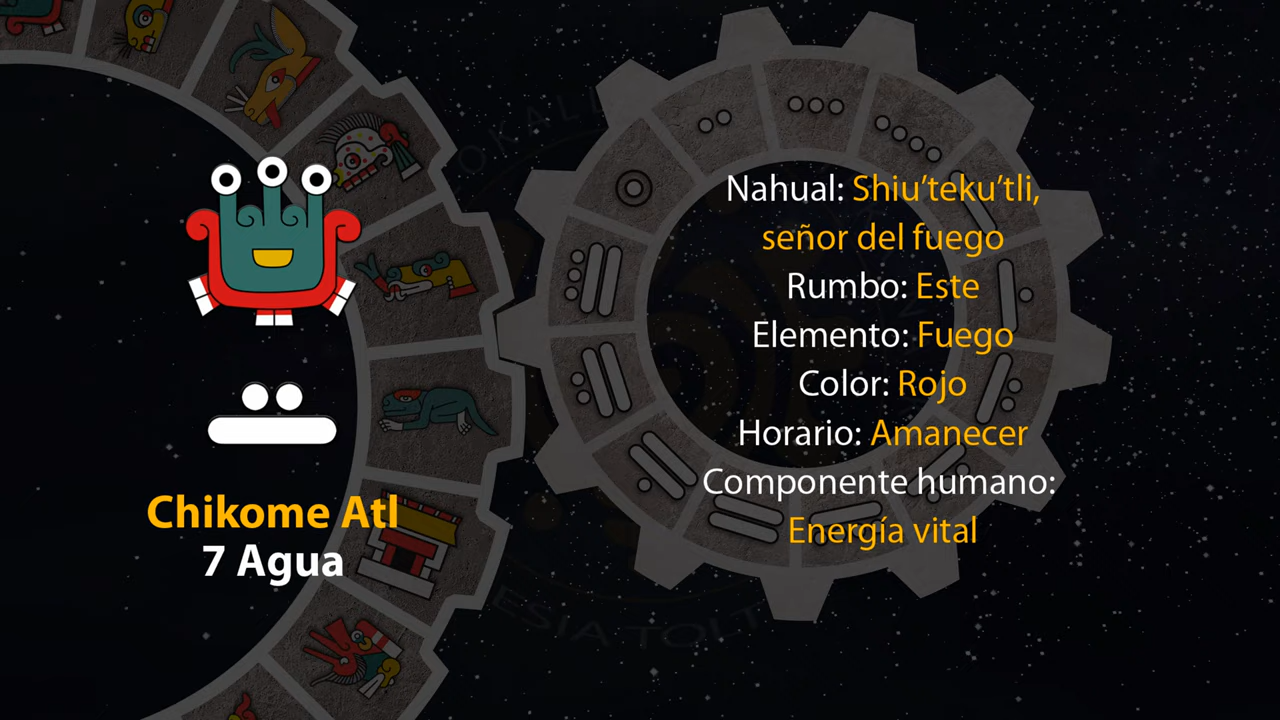 Chikome Atl
7 Agua
Nahual: Shiu’teku’tli,
señor del fuego
Rumbo: Este
Elemento: Fuego
Color: Rojo
Horario: Amanecer
Componente humano:
Energía vital